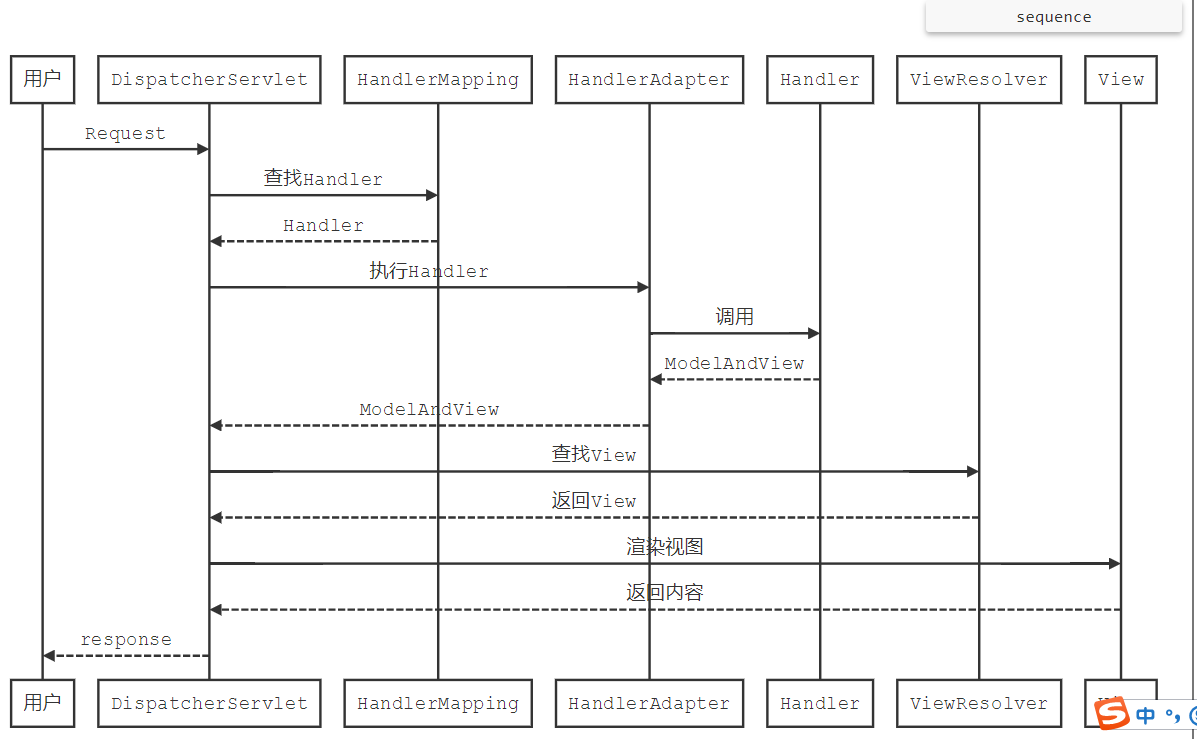 sequence
用户 DispatcherServlet HandlerMapping HandlerAdapter Handler ViewResolver View
Request
查找Handler
Handler
执行Handler
调用
ModelAndView
ModelAndView
查找View
返回View
渲染视图
返回内容
response
用户 DispatcherServlet HandlerMapping HandlerAdapter Handler ViewResolver
中